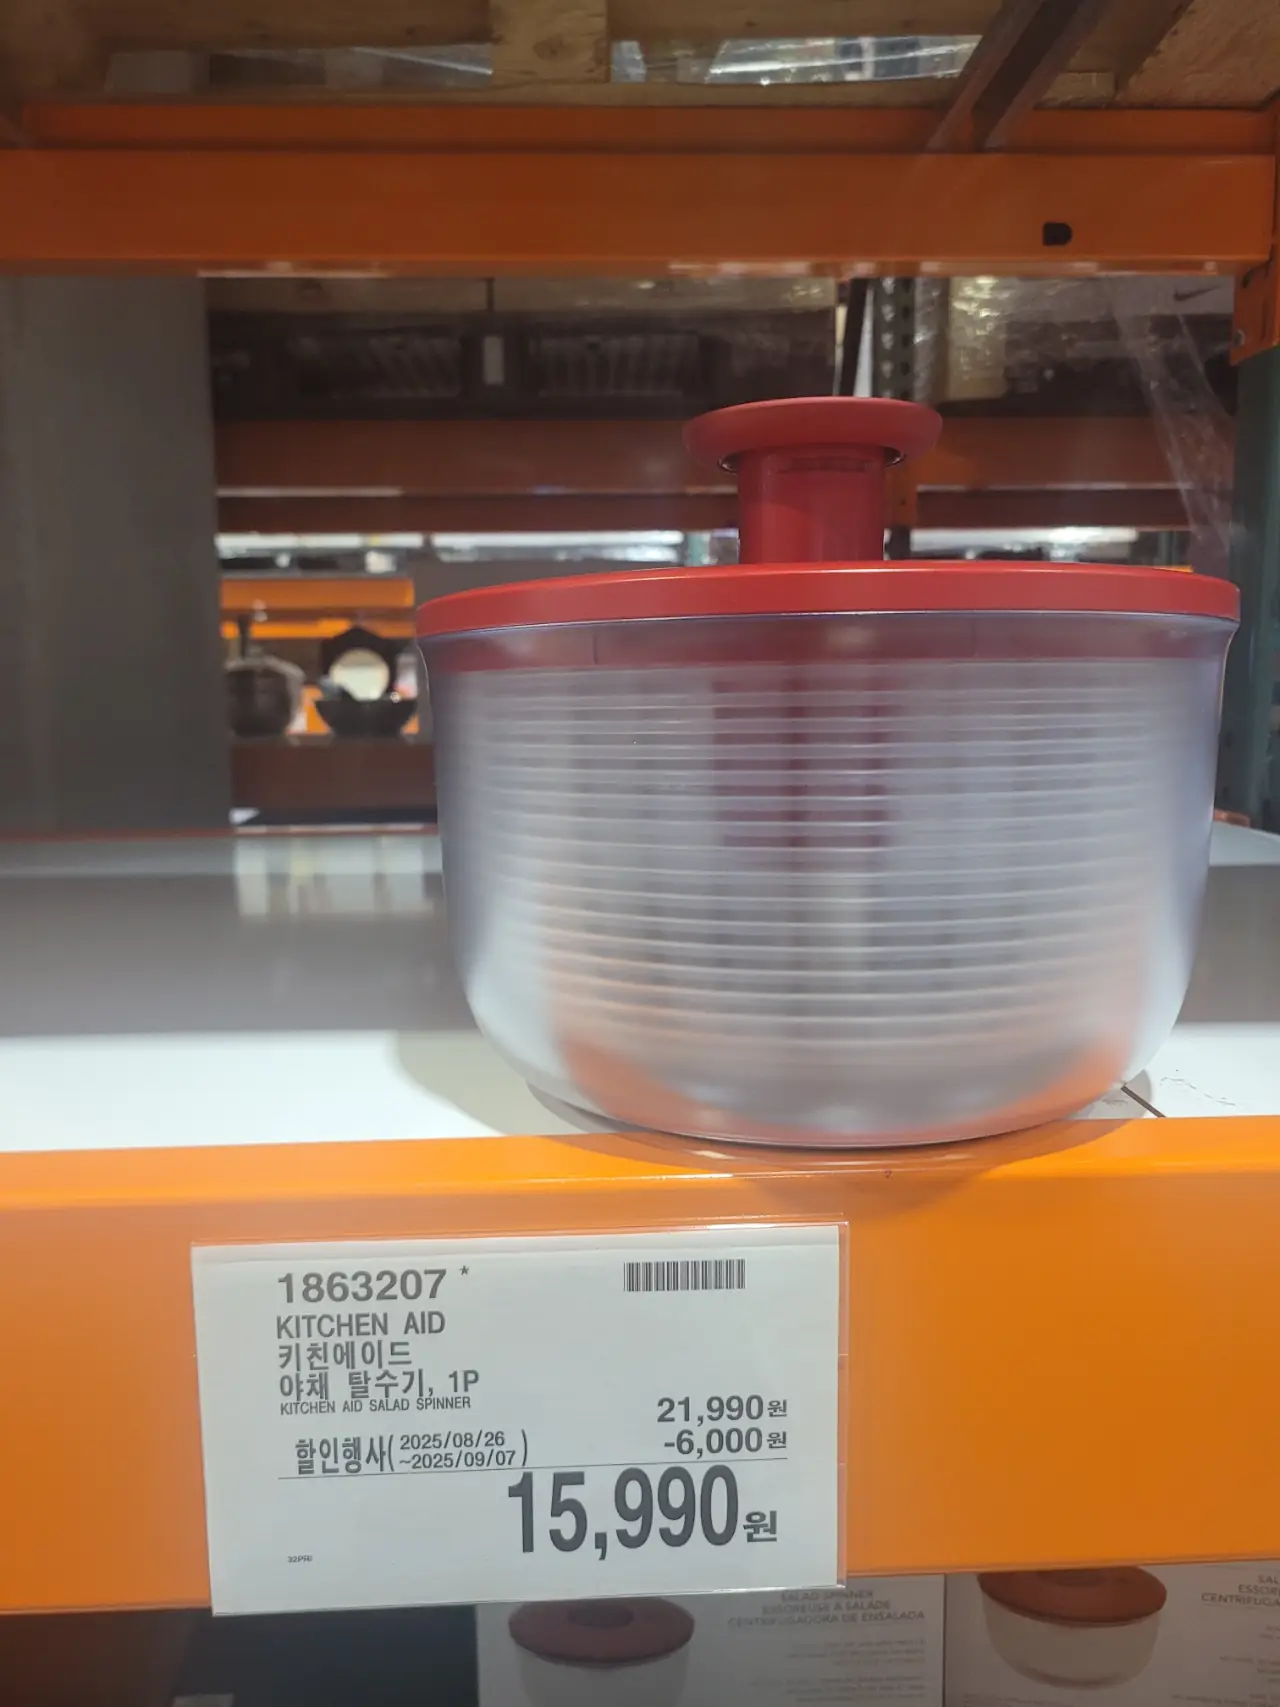 1863207 *
KITCHEN AID
키친에이드
야채 탈수기, 1P
KITCHEN AID SALAD SPINNER
21,990원
-6,000원
할인행사( 2025/08/26
~2025/09/07 )
15,990원
32PRI
SALAD SPINNER
ESSOREUSE À SALADE
CENTRIFUGADORA DE ENSALADA